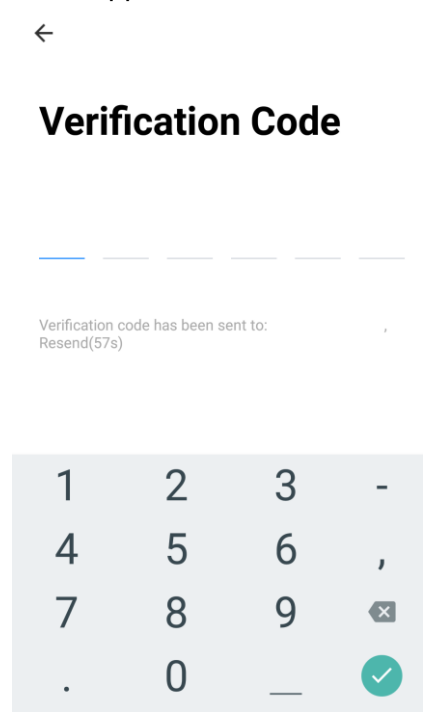 Verification Code
Verification code has been sent to: ,
Resend(57s)
1 2 3 -
4 5 6 ,
7 8 9
. 0 _